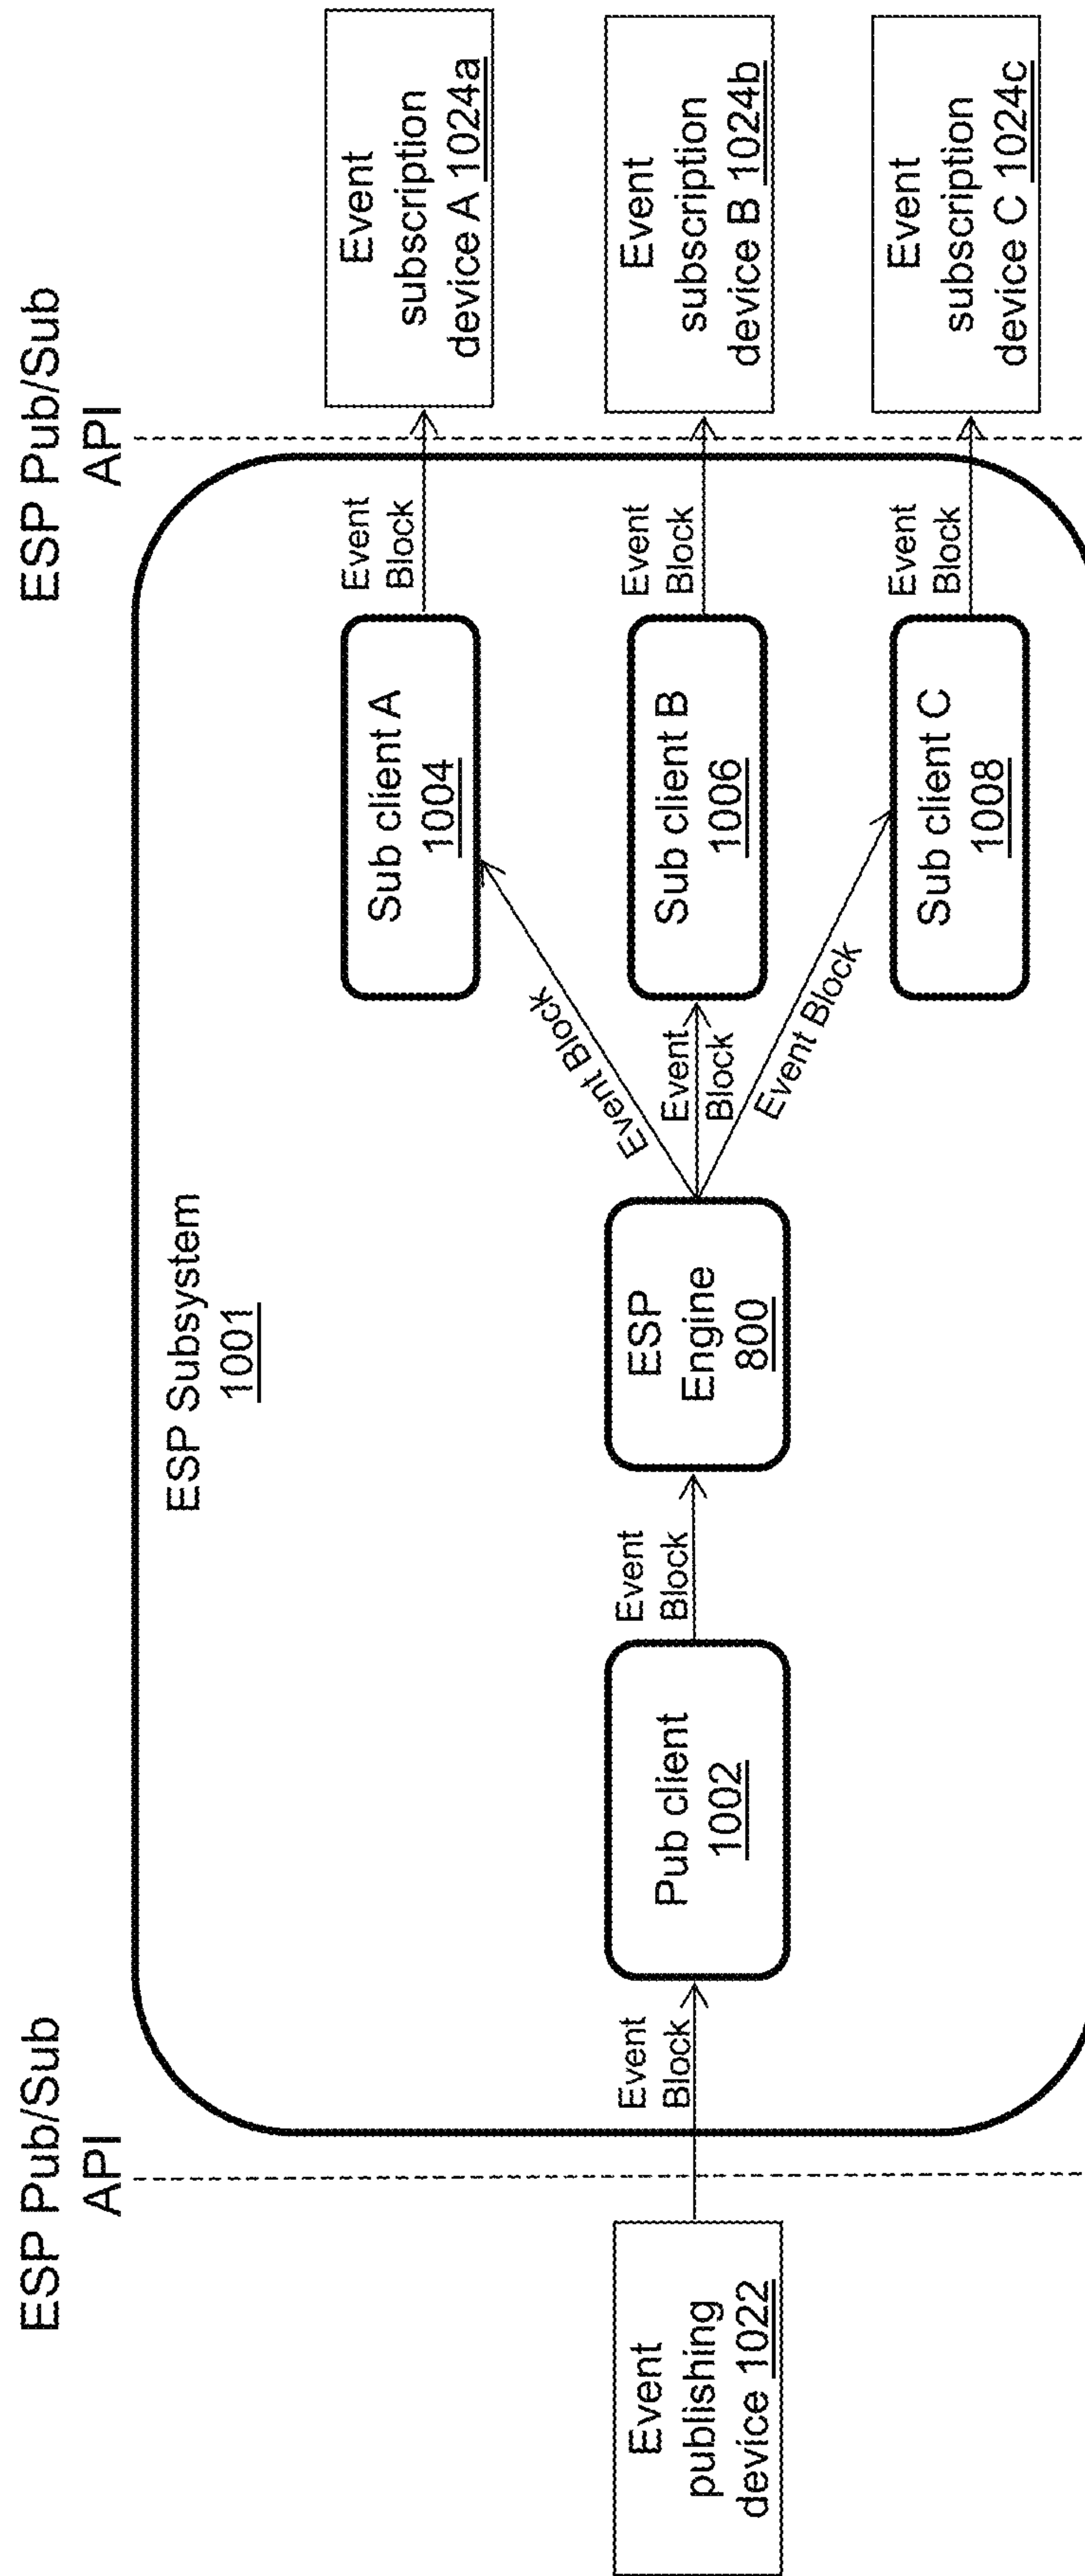 ESP Pub/Sub
API
ESP Pub/Sub
API
ESP Subsystem
1001
Event
publishing
device 1022
Event
Block
Pub client
1002
Event
Block
ESP
Engine
800
Event Block
Event
Block
Event Block
Sub client A
1004
Sub client B
1006
Sub client C
1008
Event
Block
Event
Block
Event
Block
Event
subscription
device A 1024a
Event
subscription
device B 1024b
Event
subscription
device C 1024c